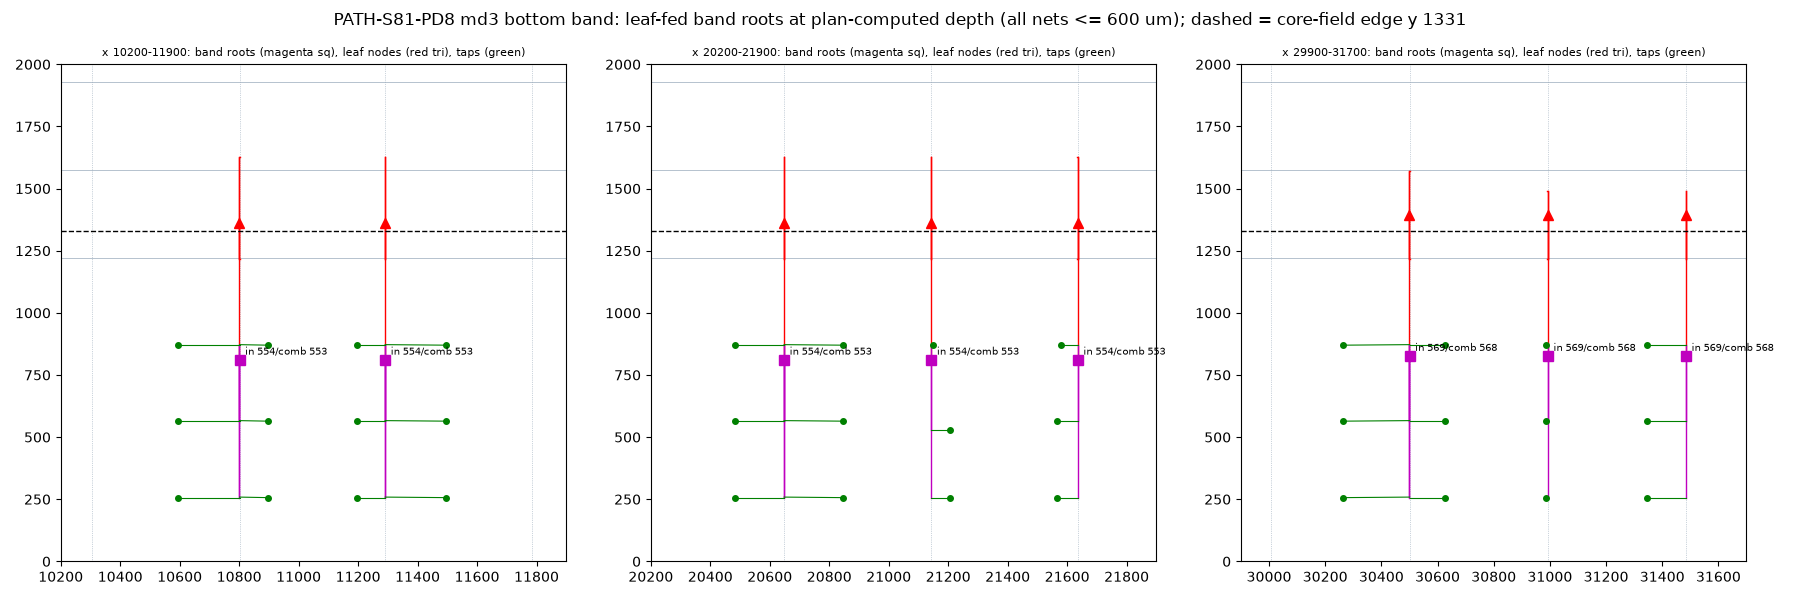 PATH-S81-PD8 md3 bottom band: leaf-fed band roots at plan-computed depth (all nets <= 600 um); dashed = core-field edge y 1331
x 10200-11900: band roots (magenta sq), leaf nodes (red tri), taps (green)
x 20200-21900: band roots (magenta sq), leaf nodes (red tri), taps (green)
x 29900-31700: band roots (magenta sq), leaf nodes (red tri), taps (green)
2000
1750
1500
1250
1000
750
500
250
0
in 554/comb 553
in 554/comb 553
10200 10400 10600 10800 11000 11200 11400 11600 11800
2000
1750
1500
1250
1000
750
500
250
0
in 554/comb 553
in 554/comb 553
in 554/comb 553
20200 20400 20600 20800 21000 21200 21400 21600 21800
2000
1750
1500
1250
1000
750
500
250
0
in 569/comb 568
in 569/comb 568
in 569/comb 568
30000 30200 30400 30600 30800 31000 31200 31400 31600